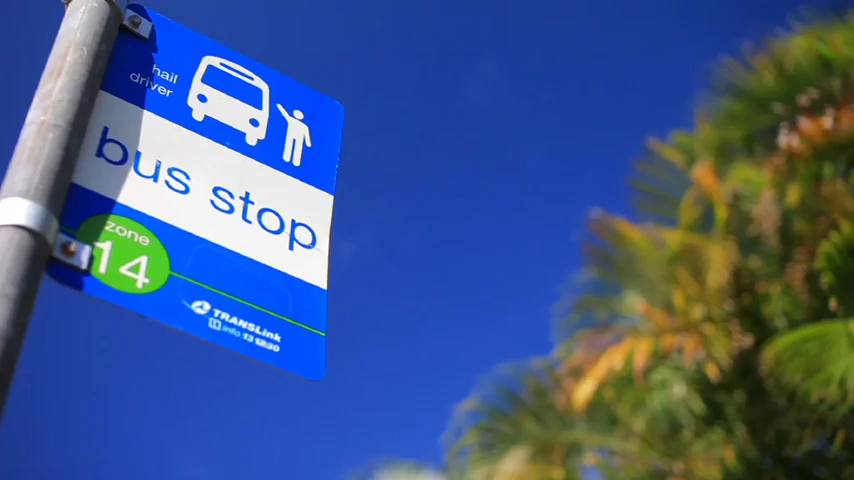 hail
driver
bus stop
zone
14
TRANSLink
info 13 12 30